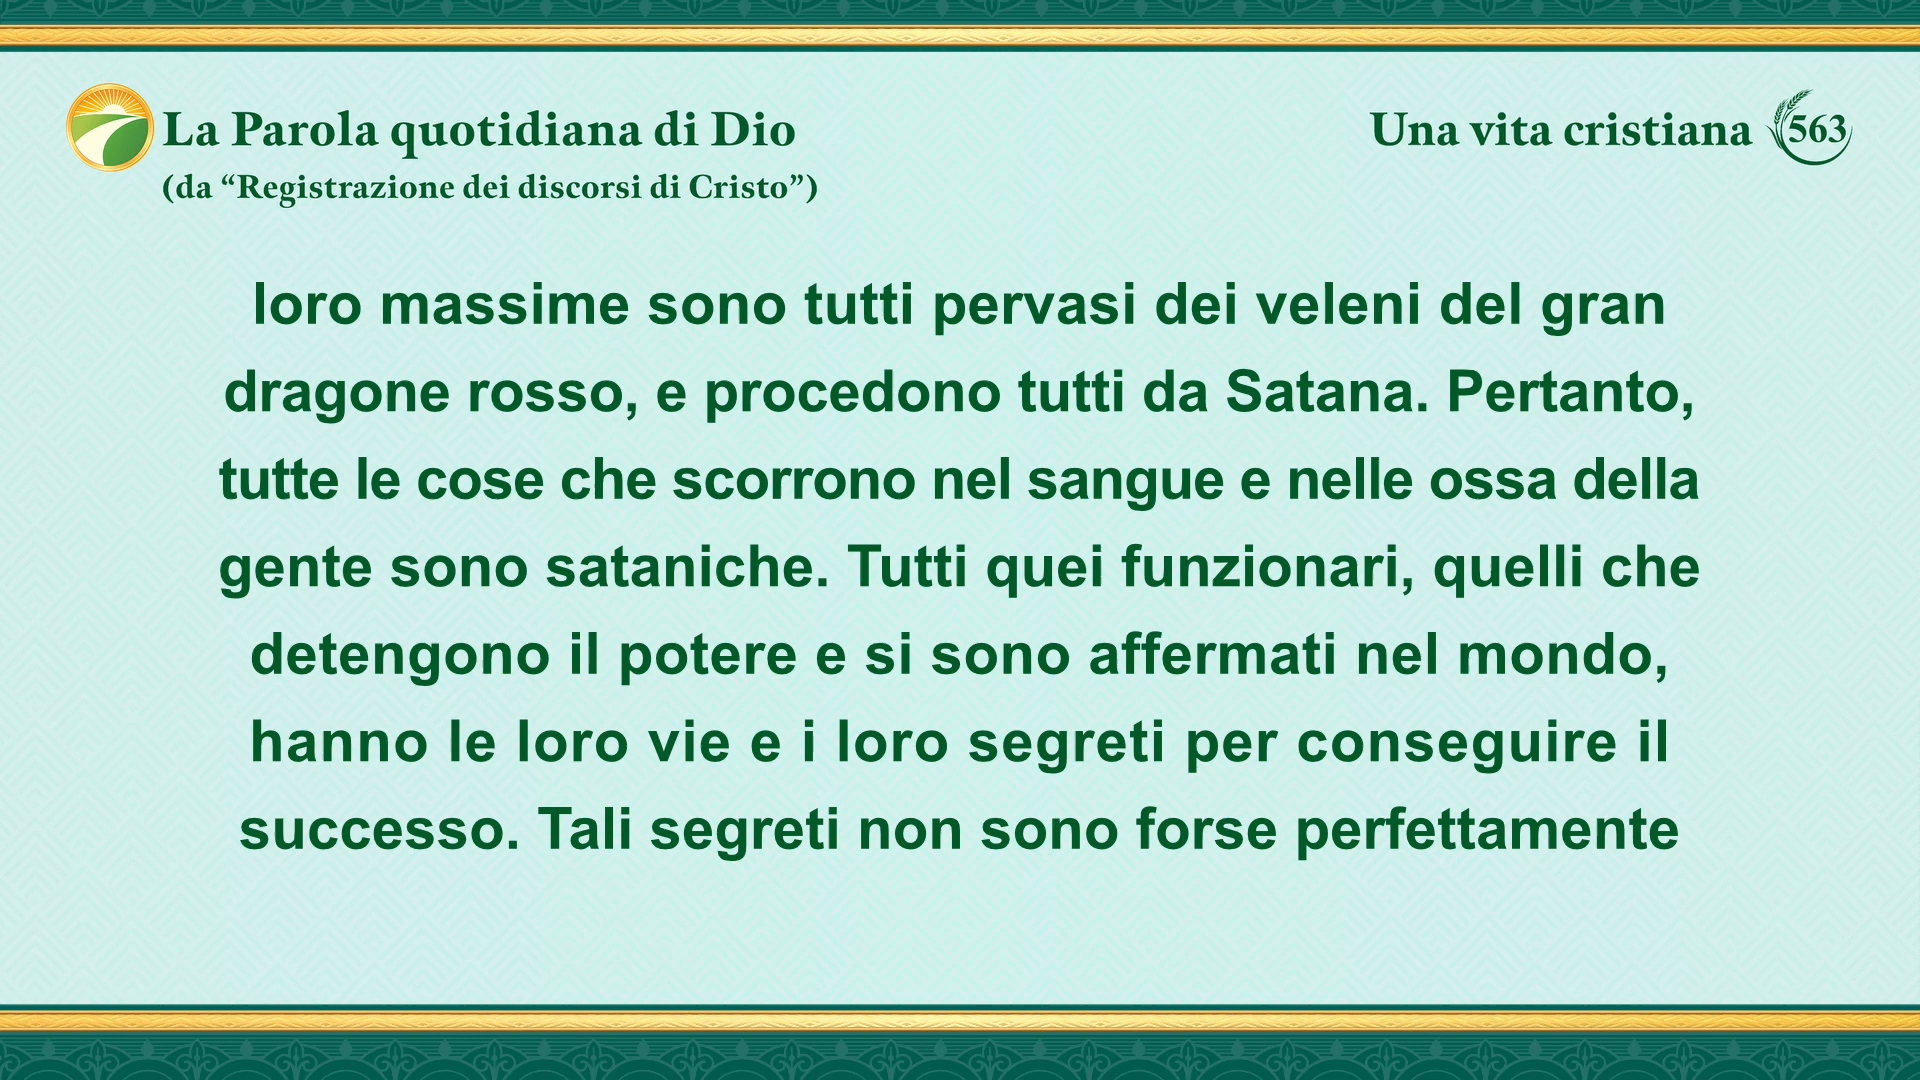 La Parola quotidiana di Dio
(da “Registrazione dei discorsi di Cristo”)
Una vita cristiana 563
loro massime sono tutti pervasi dei veleni del gran
dragone rosso, e procedono tutti da Satana. Pertanto,
tutte le cose che scorrono nel sangue e nelle ossa della
gente sono sataniche. Tutti quei funzionari, quelli che
detengono il potere e si sono affermati nel mondo,
hanno le loro vie e i loro segreti per conseguire il
successo. Tali segreti non sono forse perfettamente